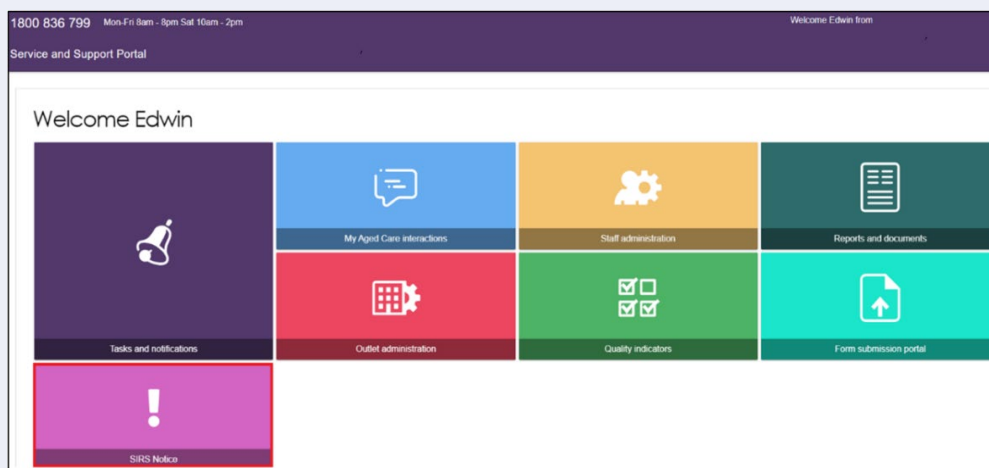 1800 836 799 Mon-Fri 8am - 8pm Sat 10am - 2pm
Welcome Edwin from
Service and Support Portal
Welcome Edwin
My Aged Care interactions
Staff administration
Reports and documents
Tasks and notifications
Outlet administration
Quality indicators
Form submission portal
SIRS Notice